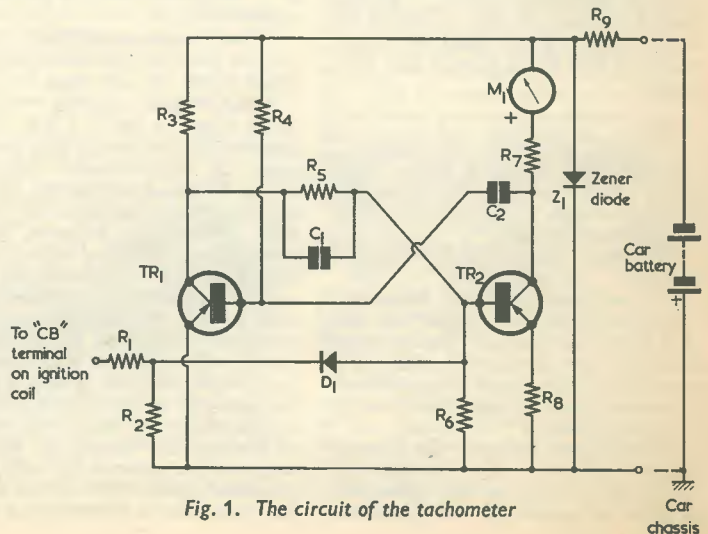 R9
R3
R4
M1
+
R5
R7
C1
C2
Z1
Zener
diode
Car
battery
+
TR1
TR2
To "CB"
terminal
on ignition
coil
R1
D1
R2
R6
R8
Fig. 1. The circuit of the tachometer
Car
chassis